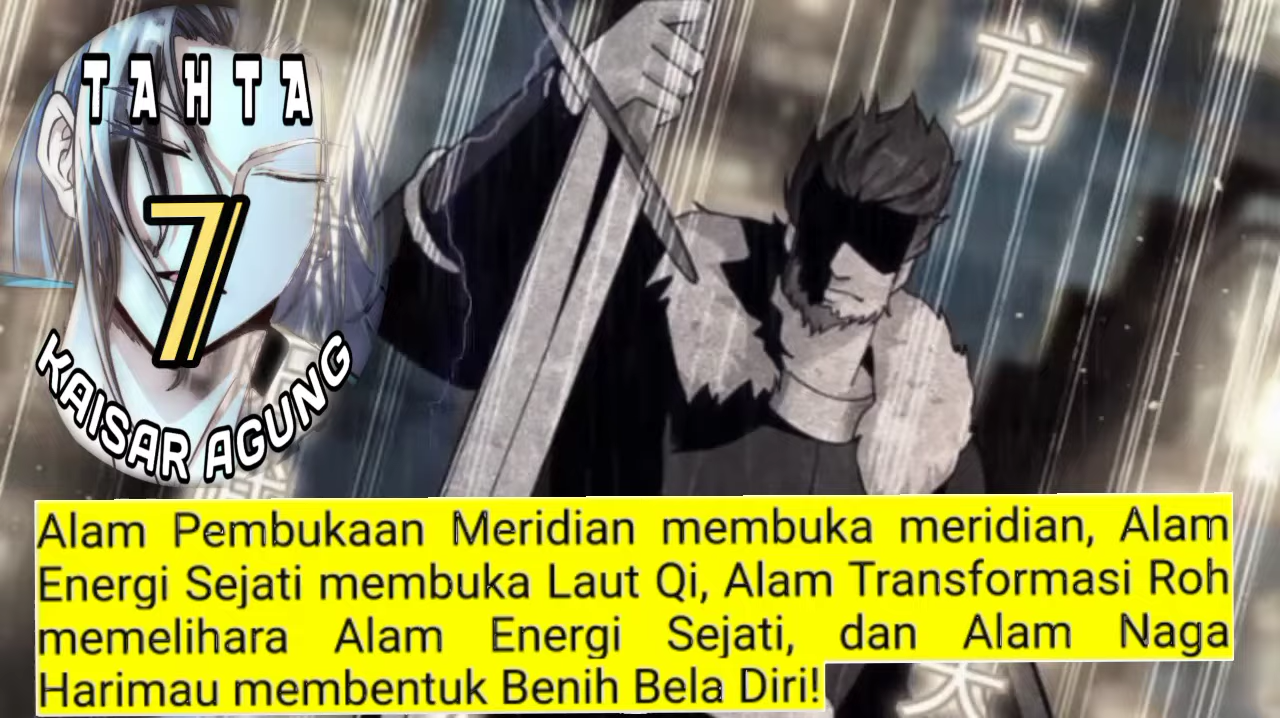 TAHTA
7
KAISAR AGUNG
方
Alam Pembukaan Meridian membuka meridian, Alam
Energi Sejati membuka Laut Qi, Alam Transformasi Roh
memelihara Alam Energi Sejati, dan Alam Naga
Harimau membentuk Benih Bela Diri!